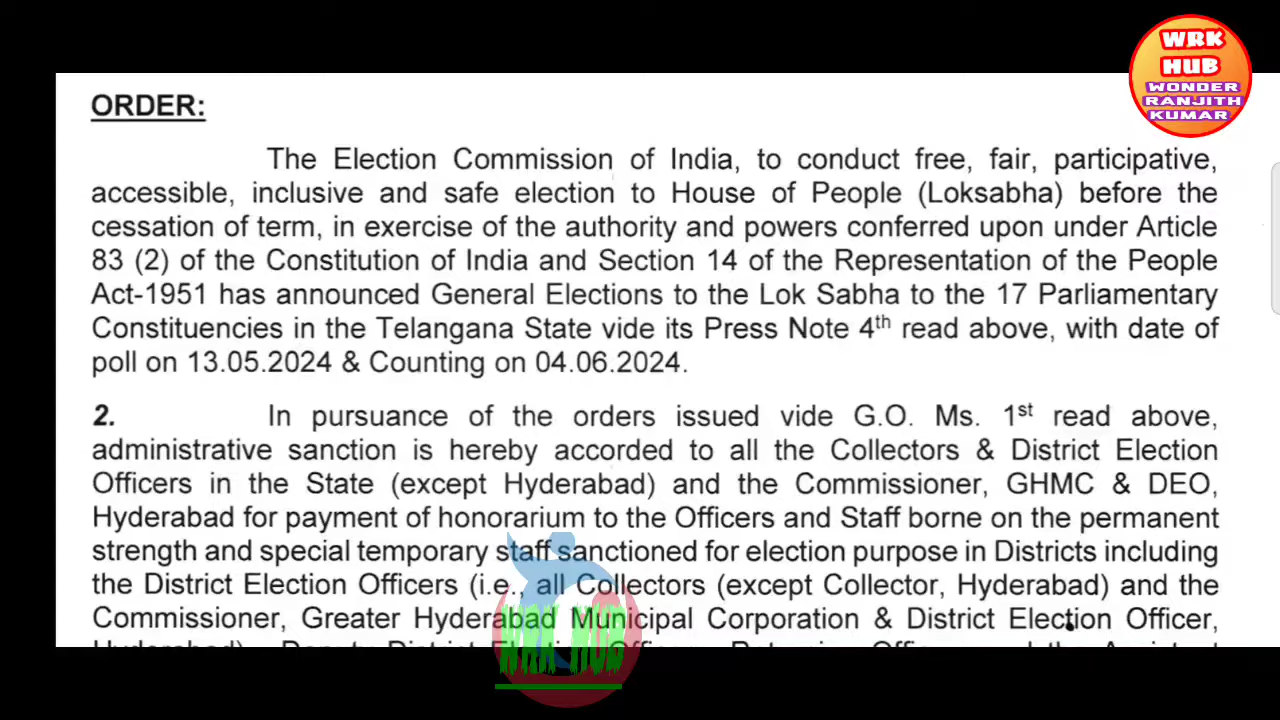 WRK
HUB
WONDER
RANJITH
KUMAR
ORDER:
The Election Commission of India, to conduct free, fair, participative,
accessible, inclusive and safe election to House of People (Loksabha) before the
cessation of term, in exercise of the authority and powers conferred upon under Article
83 (2) of the Constitution of India and Section 14 of the Representation of the People
Act-1951 has announced General Elections to the Lok Sabha to the 17 Parliamentary
Constituencies in the Telangana State vide its Press Note 4th read above, with date of
poll on 13.05.2024 & Counting on 04.06.2024.
2. In pursuance of the orders issued vide G.O. Ms. 1st read above,
administrative sanction is hereby accorded to all the Collectors & District Election
Officers in the State (except Hyderabad) and the Commissioner, GHMC & DEO,
Hyderabad for payment of honorarium to the Officers and Staff borne on the permanent
strength and special temporary staff sanctioned for election purpose in Districts including
the District Election Officers (i.e., all Collectors (except Collector, Hyderabad) and the
Commissioner, Greater Hyderabad Municipal Corporation & District Election Officer,
WRK HUB